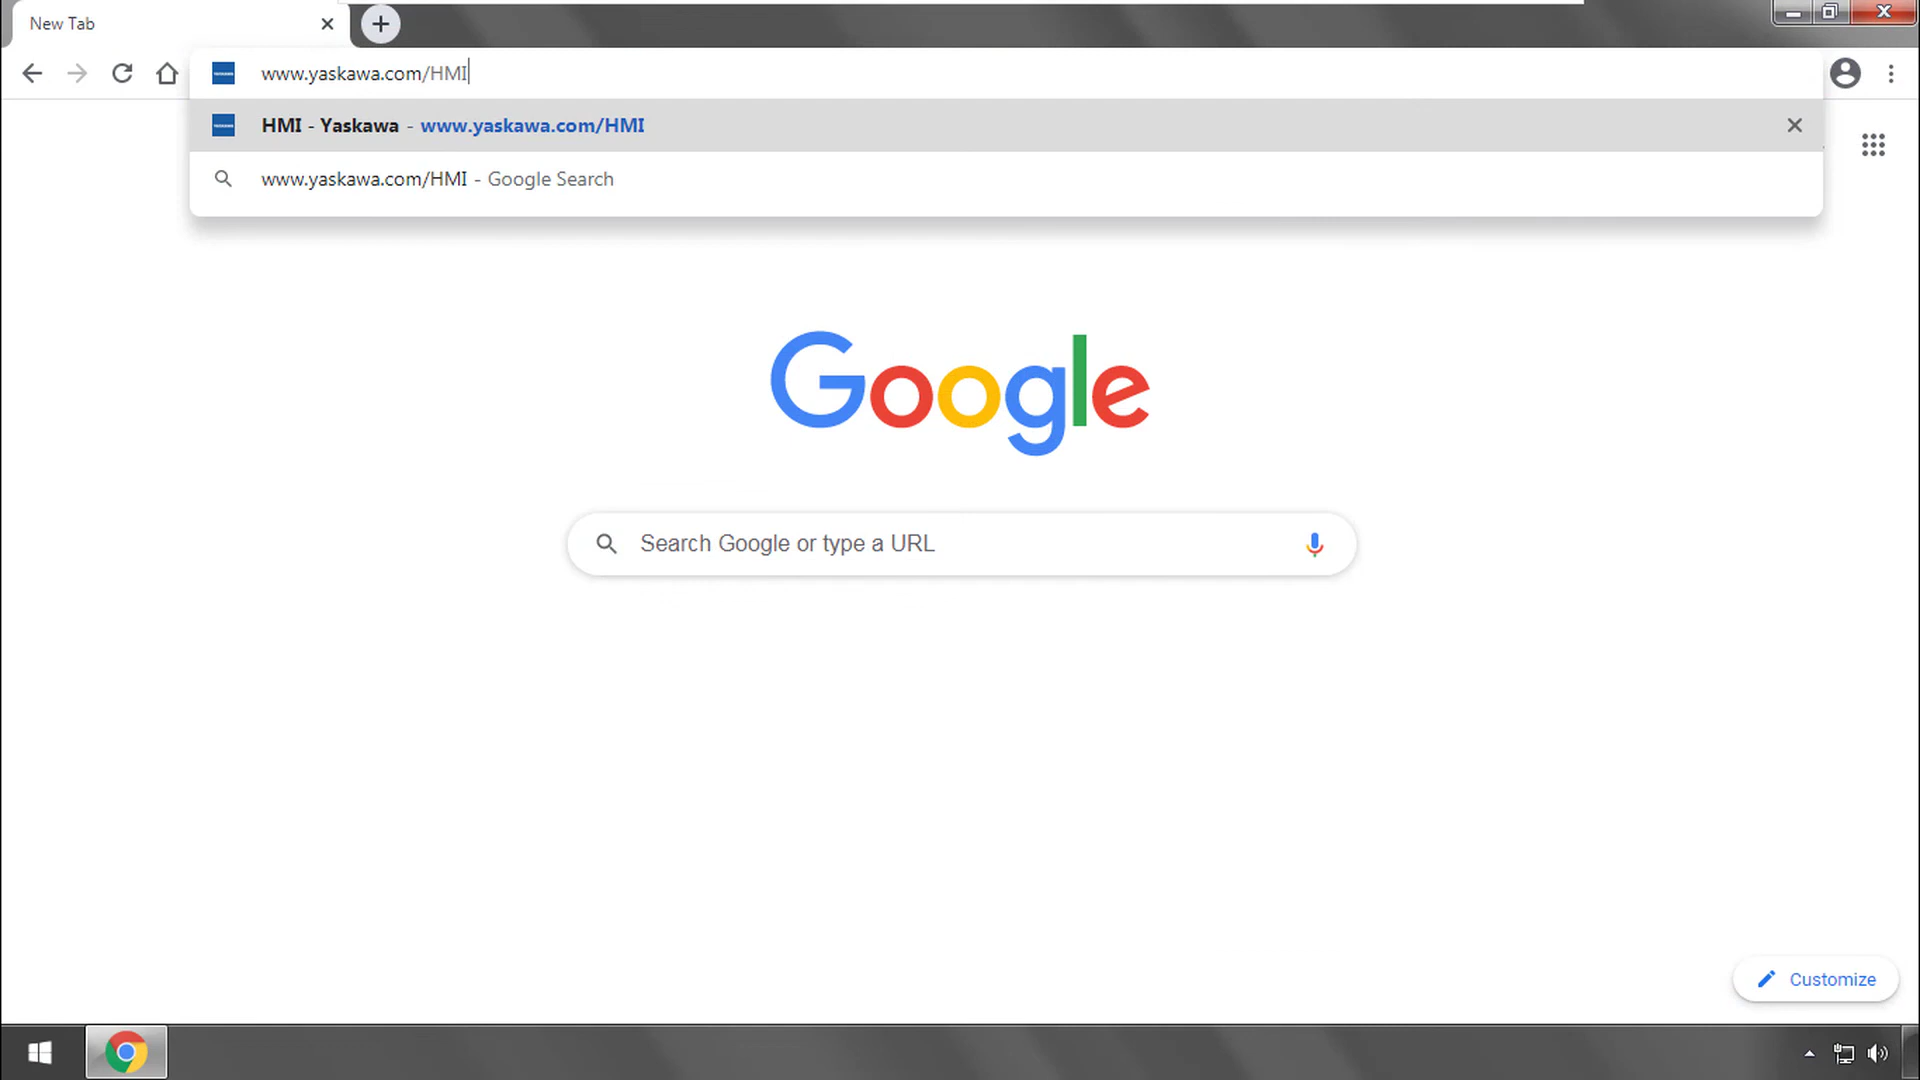 New Tab
www.yaskawa.com/HMI
HMI - Yaskawa - www.yaskawa.com/HMI
www.yaskawa.com/HMI - Google Search
Google
Search Google or type a URL
Customize